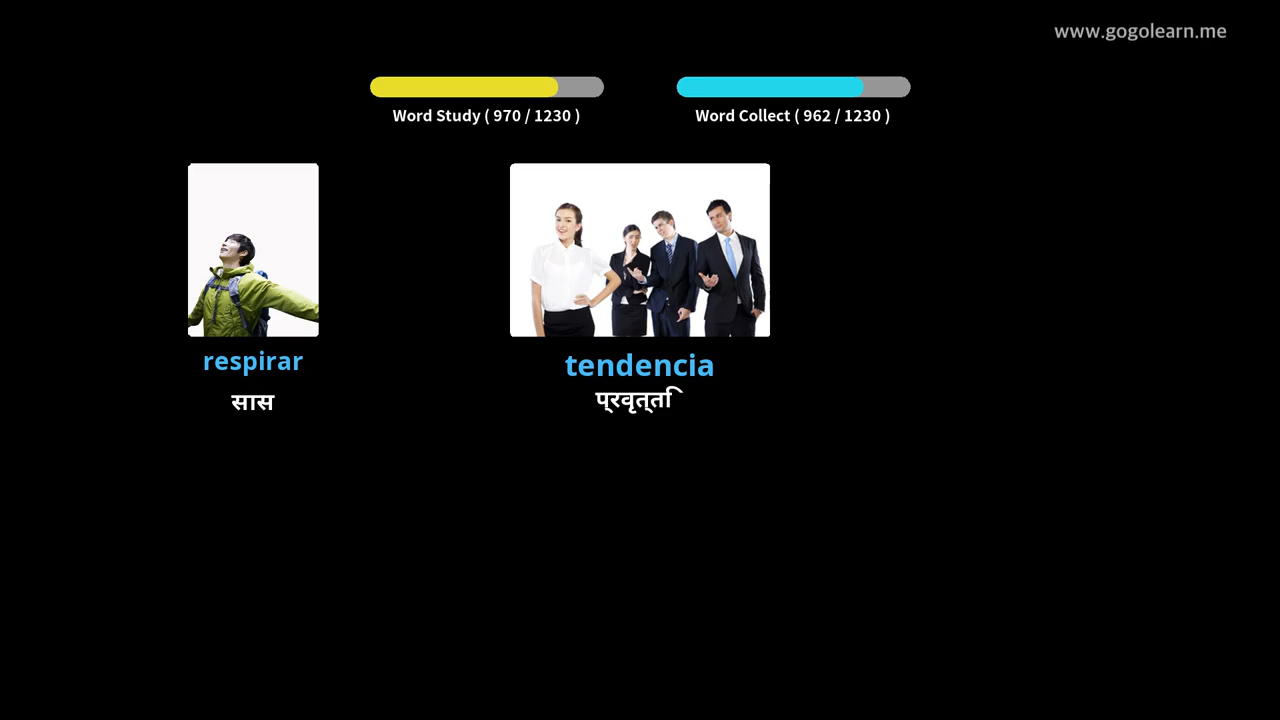 www.gogolearn.me
Word Study ( 970 / 1230 )
Word Collect ( 962 / 1230 )
respirar
सास
tendencia
प्रवृत्ति